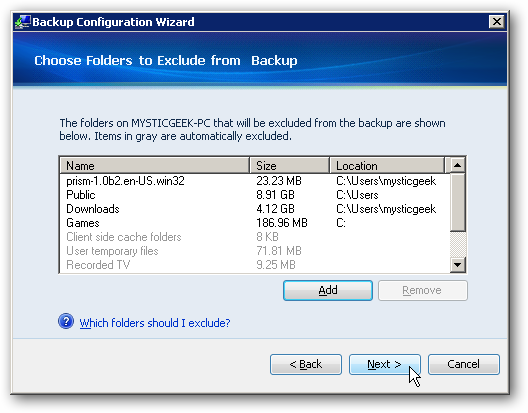 Backup Configuration Wizard
Choose Folders to Exclude from Backup
The folders on MYSTICGEEK-PC that will be excluded from the backup are shown
below. Items in gray are automatically excluded.
Name Size Location
prism-1.0b2.en-US.win32 23.23 MB C:\Users\mysticgeek
Public 8.91 GB C:\Users
Downloads 4.12 GB C:\Users\mysticgeek
Games 186.96 MB C:
Client side cache folders 8 KB
User temporary files 71.81 MB
Recorded TV 9.25 MB
Add Remove
? Which folders should I exclude?
< Back Next > Cancel